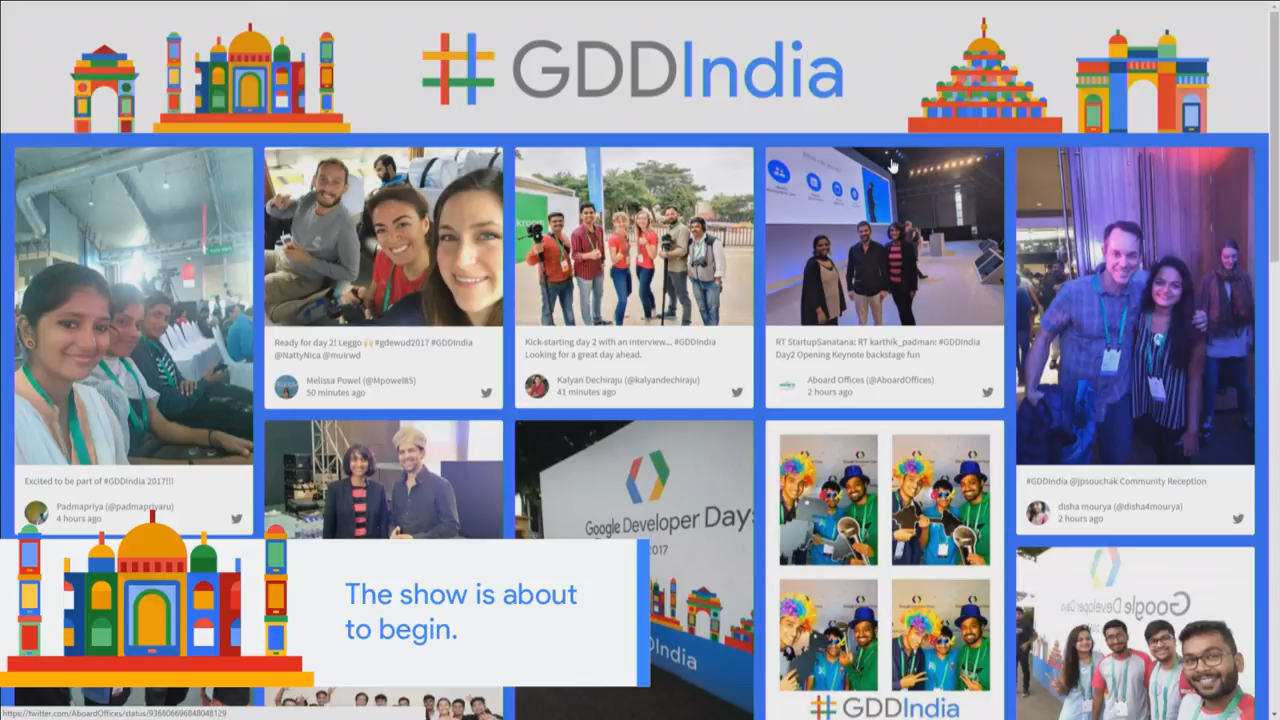 #GDDIndia
Ready for day 2! Leggo 🙌🏻 #gdewud2017 #GDDIndia
@NattyNica @muirwd
Melissa Powel (@Mpowel85)
50 minutes ago
Kick-starting day 2 with an interview... #GDDIndia
Looking for a great day ahead.
Kalyan Dechiraju (@kalyandechiraju)
41 minutes ago
RT StartupSanatana: RT karthik_padman: #GDDIndia
Day2 Opening Keynote backstage fun
Aboard Offices (@AboardOffices)
2 hours ago
Excited to be part of #GDDIndia 2017!!!!
Padmapriya (@padmapriyaru)
4 hours ago
#GDDIndia @jpsouchak Community Reception
disha mourya (@disha4mourya)
2 hours ago
Google Developer Days
2017
DIndia
#GDDIndia
Google Developer Day
The show is about
to begin.
https://twitter.com/AboardOffices/status/936806696848048129